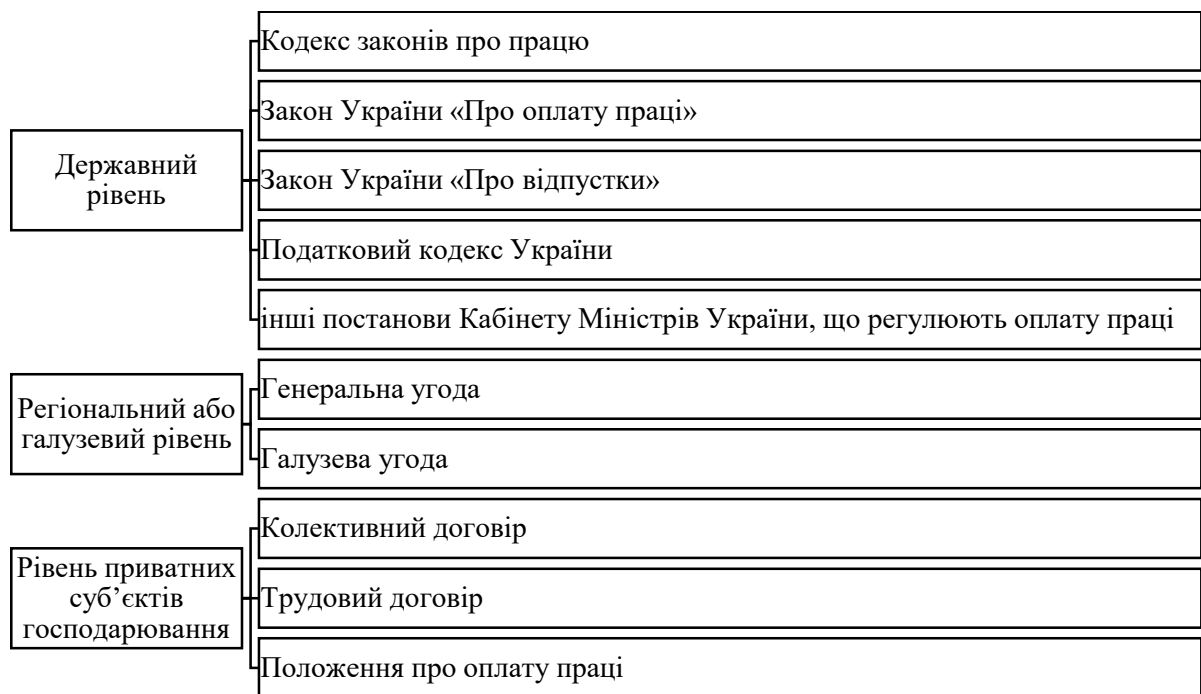 Державний
рівень
Кодекс законів про працю
Закон України «Про оплату праці»
Закон України «Про відпустки»
Податковий кодекс України
інші постанови Кабінету Міністрів України, що регулюють оплату праці
Регіональний або
галузевий рівень
Генеральна угода
Галузева угода
Рівень приватних
суб’єктів
господарювання
Колективний договір
Трудовий договір
Положення про оплату праці